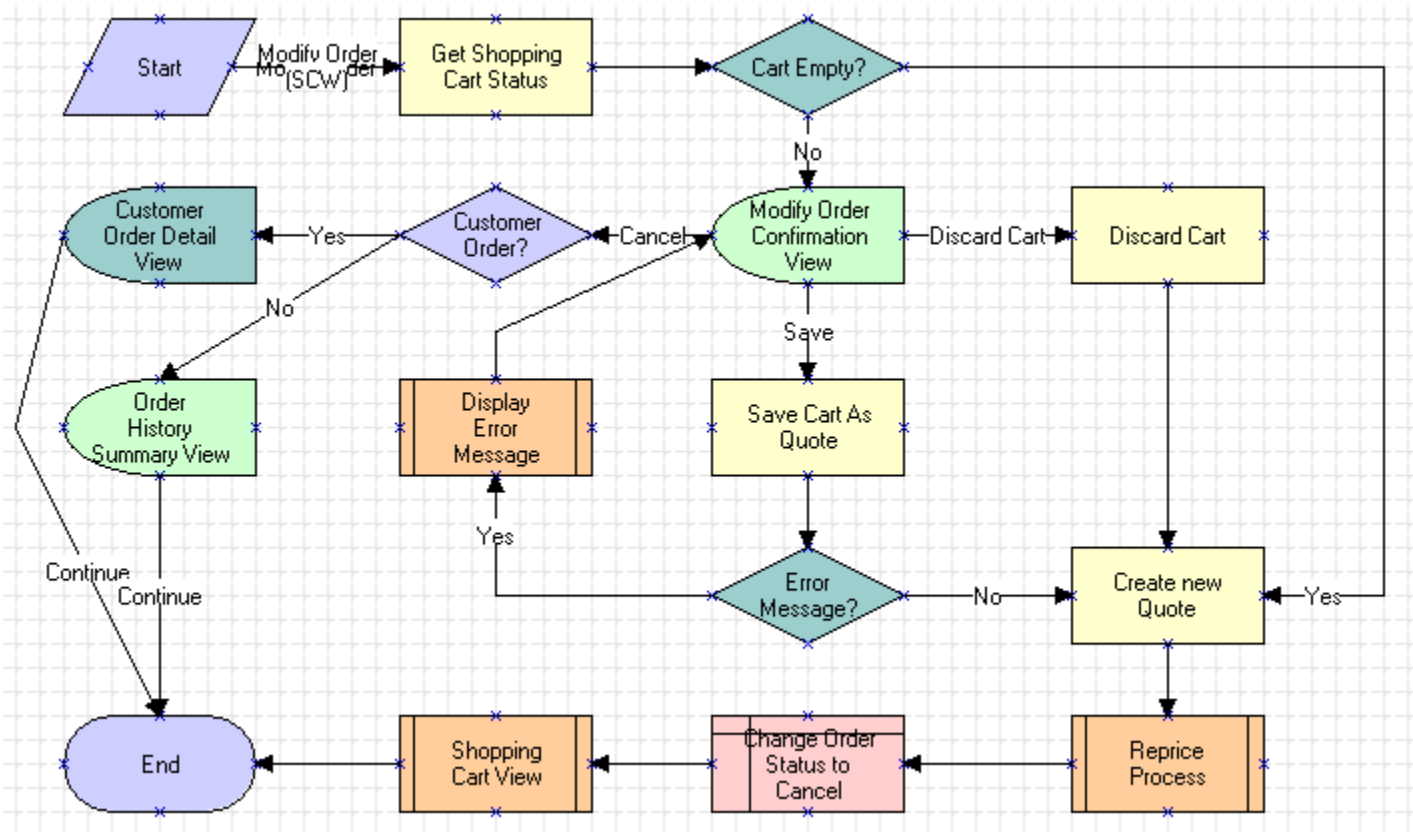 Start
Modify Order
(SCW)
Get Shopping
Cart Status
Cart Empty?
No
Customer
Order Detail
View
Yes
Customer
Order?
Cancel
Modify Order
Confirmation
View
Discard Cart
Discard Cart
No
Save
Order
History
Summary View
Display
Error
Message
Save Cart As
Quote
Yes
Continue
Continue
Error
Message?
No
Create new
Quote
Yes
End
Shopping
Cart View
Change Order
Status to
Cancel
Reprice
Process